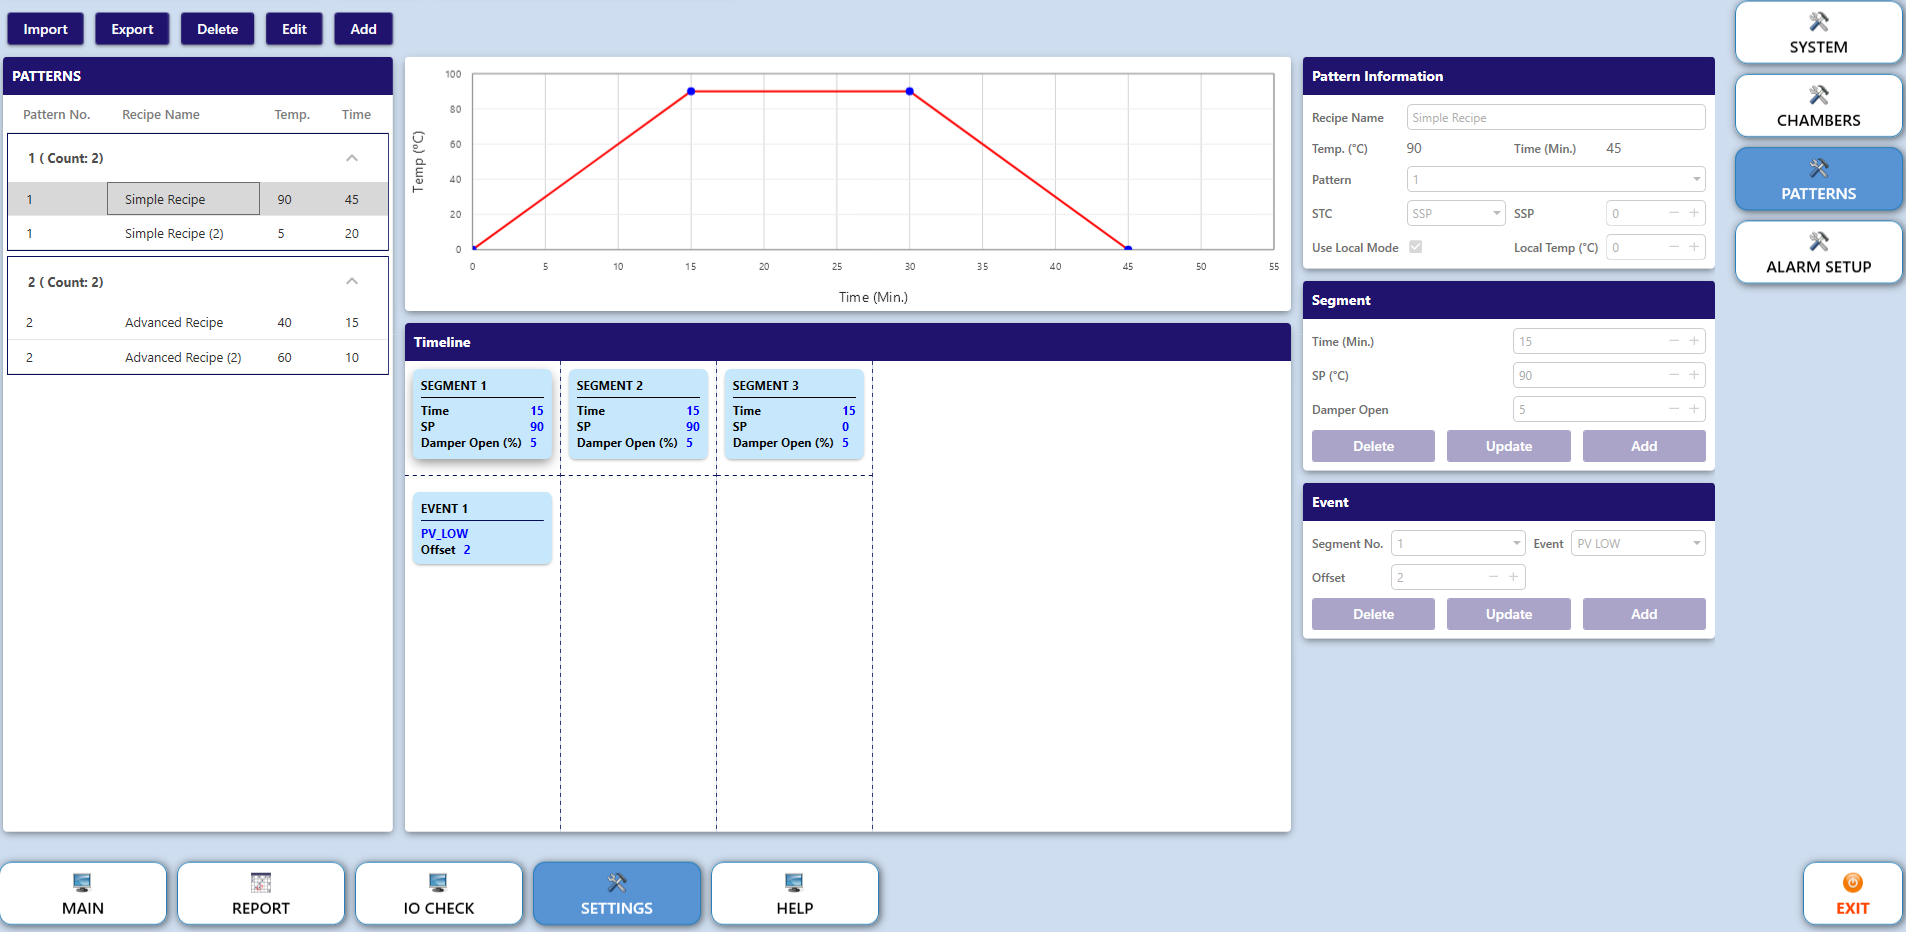 Import Export Delete Edit Add
PATTERNS
Pattern No. Recipe Name Temp. Time
1 ( Count: 2)
1 Simple Recipe 90 45
1 Simple Recipe (2) 5 20
2 ( Count: 2)
2 Advanced Recipe 40 15
2 Advanced Recipe (2) 60 10
100
80
60
40
20
0
Temp (°C)
0 5 10 15 20 25 30 35 40 45 50 55
Time (Min.)
Timeline
SEGMENT 1
Time 15
SP 90
Damper Open (%) 5
SEGMENT 2
Time 15
SP 90
Damper Open (%) 5
SEGMENT 3
Time 15
SP 0
Damper Open (%) 5
EVENT 1
PV_LOW
Offset 2
Pattern Information
Recipe Name Simple Recipe
Temp. (°C) 90 Time (Min.) 45
Pattern 1
STC SSP SSP 0
Use Local Mode Local Temp (°C) 0
Segment
Time (Min.) 15
SP (°C) 90
Damper Open 5
Delete Update Add
Event
Segment No. 1 Event PV LOW
Offset 2
Delete Update Add
SYSTEM
CHAMBERS
PATTERNS
ALARM SETUP
MAIN REPORT IO CHECK SETTINGS HELP EXIT